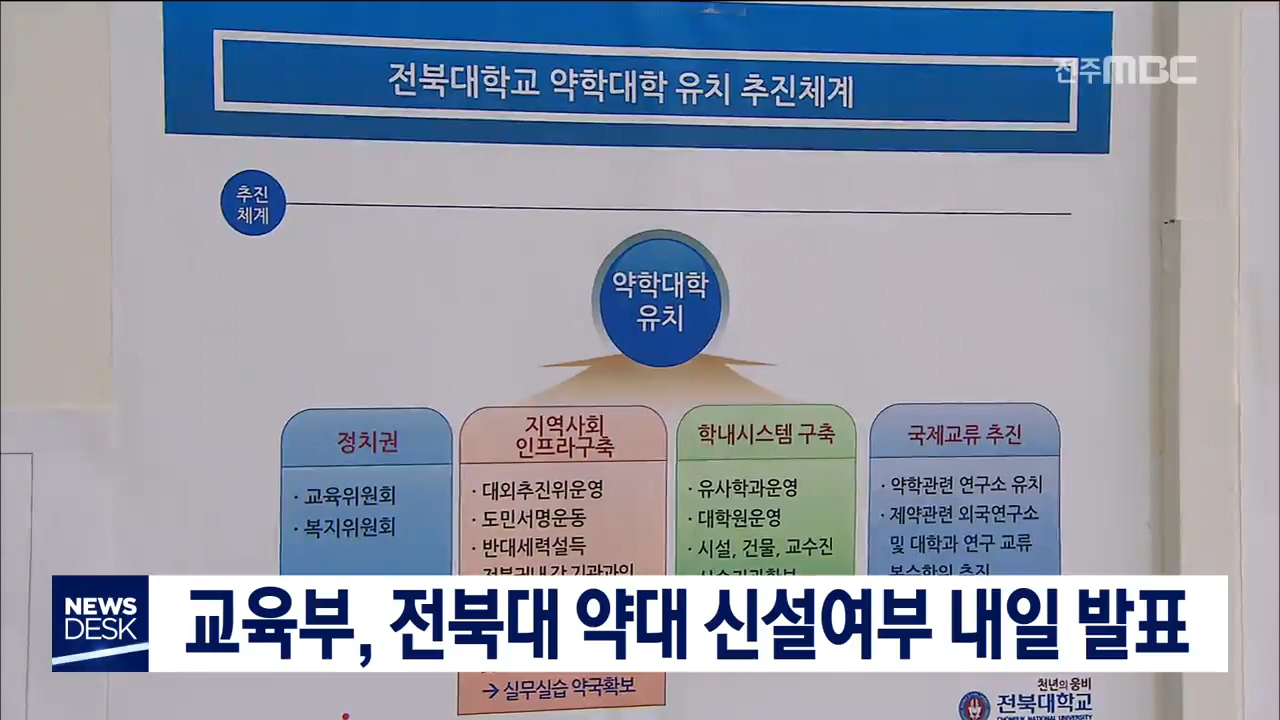 전북대학교 약학대학 유치 추진체계
전주MBC
추진
체계
약학대학
유치
정치권
· 교육위원회
· 복지위원회
지역사회
인프라구축
· 대외추진위운영
· 도민서명운동
· 반대세력설득
학내시스템 구축
· 유사학과운영
· 대학원운영
· 시설, 건물, 교수진
국제교류 추진
· 약학관련 연구소 유치
· 제약관련 외국연구소
및 대학과 연구 교류
NEWS
DESK
교육부, 전북대 약대 신설여부 내일 발표
→ 실무실습 약국확보
천년의 웅비
전북대학교